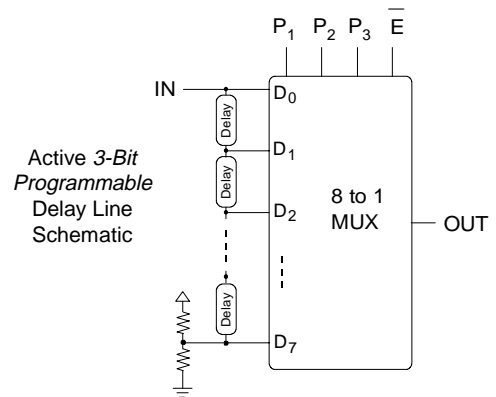 P1 P2 P3 E̅
IN D0
Delay
D1
Delay
D2
Delay
D7
Active 3-Bit
Programmable
Delay Line
Schematic
8 to 1
MUX
OUT